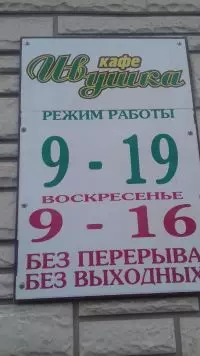 кафе
Ивушка
РЕЖИМ РАБОТЫ
9 - 19
ВОСКРЕСЕНЬЕ
9 - 16
БЕЗ ПЕРЕРЫВА
БЕЗ ВЫХОДНЫХ